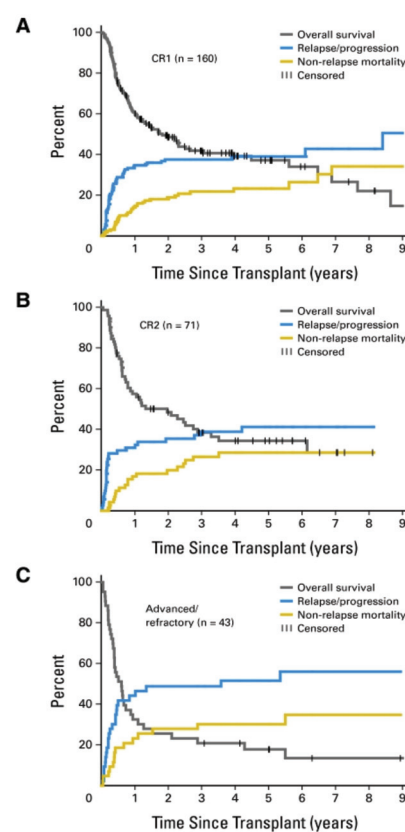 A
CR1 (n = 160)
Overall survival
Relapse/progression
Non-relapse mortality
Censored
Percent
100
80
60
40
20
0 1 2 3 4 5 6 7 8 9
Time Since Transplant (years)
B
CR2 (n = 71)
Overall survival
Relapse/progression
Non-relapse mortality
Censored
Percent
100
80
60
40
20
0 1 2 3 4 5 6 7 8 9
Time Since Transplant (years)
C
Advanced/
refractory (n = 43)
Overall survival
Relapse/progression
Non-relapse mortality
Censored
Percent
100
80
60
40
20
0 1 2 3 4 5 6 7 8 9
Time Since Transplant (years)